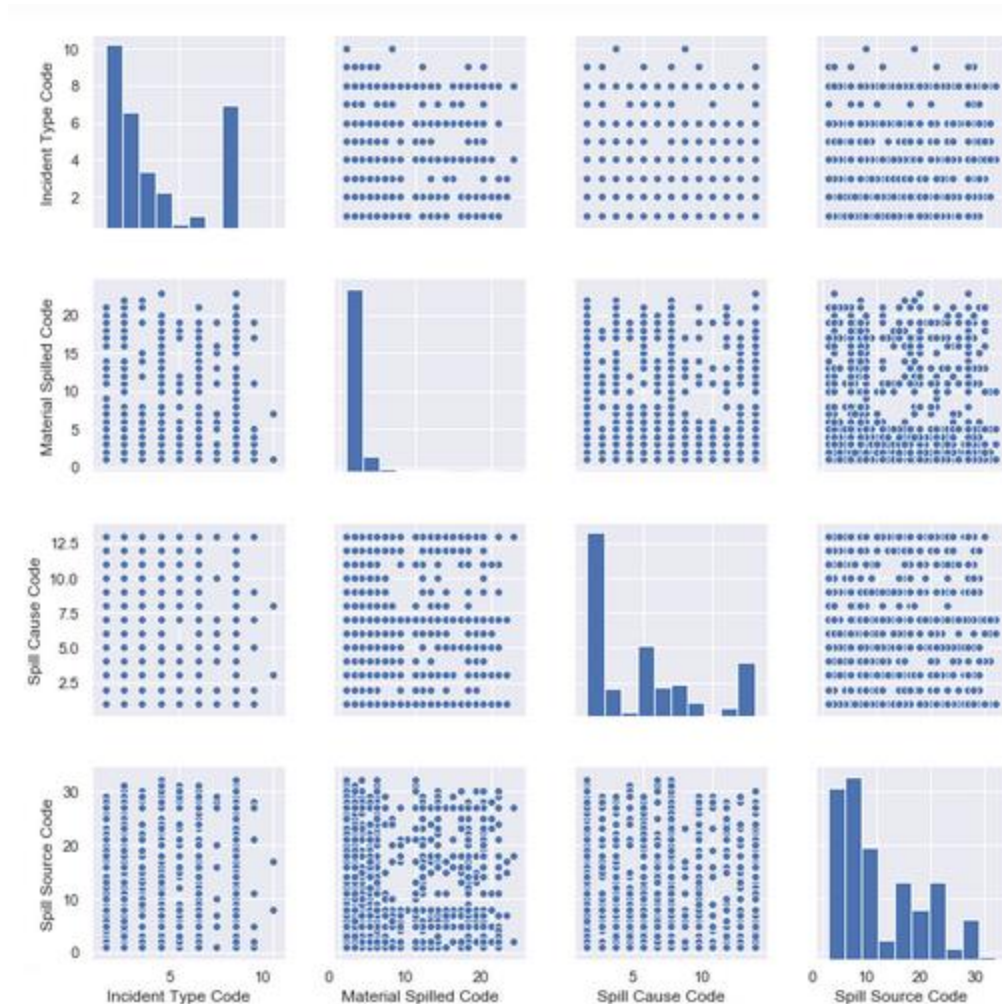 Incident Type Code
10
8
6
4
2
Material Spilled Code
20
15
10
5
0
Spill Cause Code
12.5
10.0
7.5
5.0
2.5
Spill Source Code
30
20
10
0
5 10
0 10 20
5 10
0 10 20 30
Incident Type Code
Material Spilled Code
Spill Cause Code
Spill Source Code